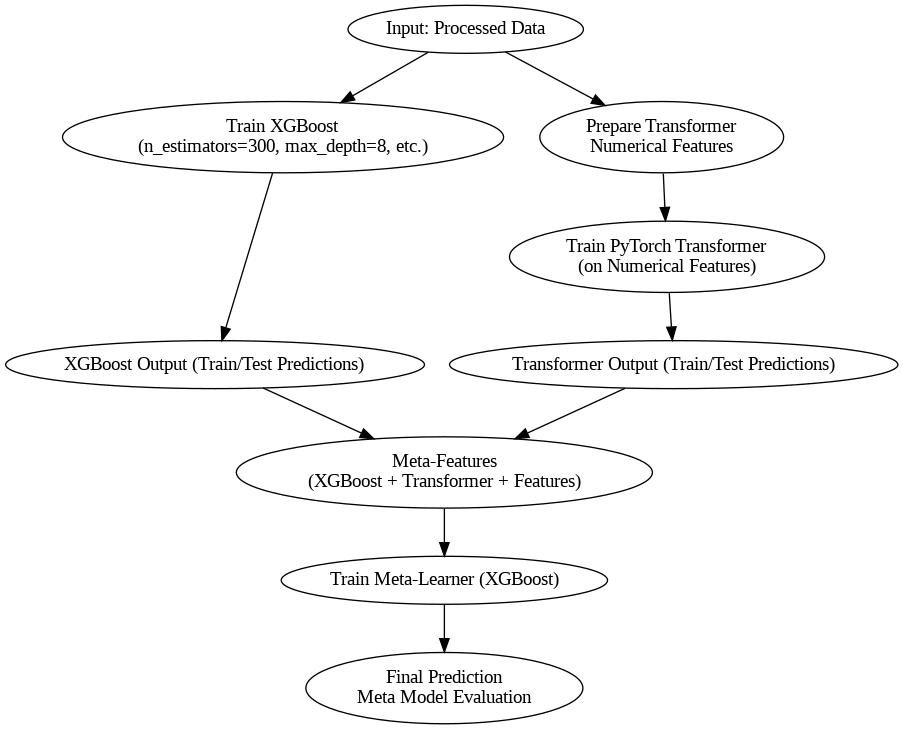 Input: Processed Data
Train XGBoost
(n_estimators=300, max_depth=8, etc.)
Prepare Transformer
Numerical Features
Train PyTorch Transformer
(on Numerical Features)
XGBoost Output (Train/Test Predictions)
Transformer Output (Train/Test Predictions)
Meta-Features
(XGBoost + Transformer + Features)
Train Meta-Learner (XGBoost)
Final Prediction
Meta Model Evaluation